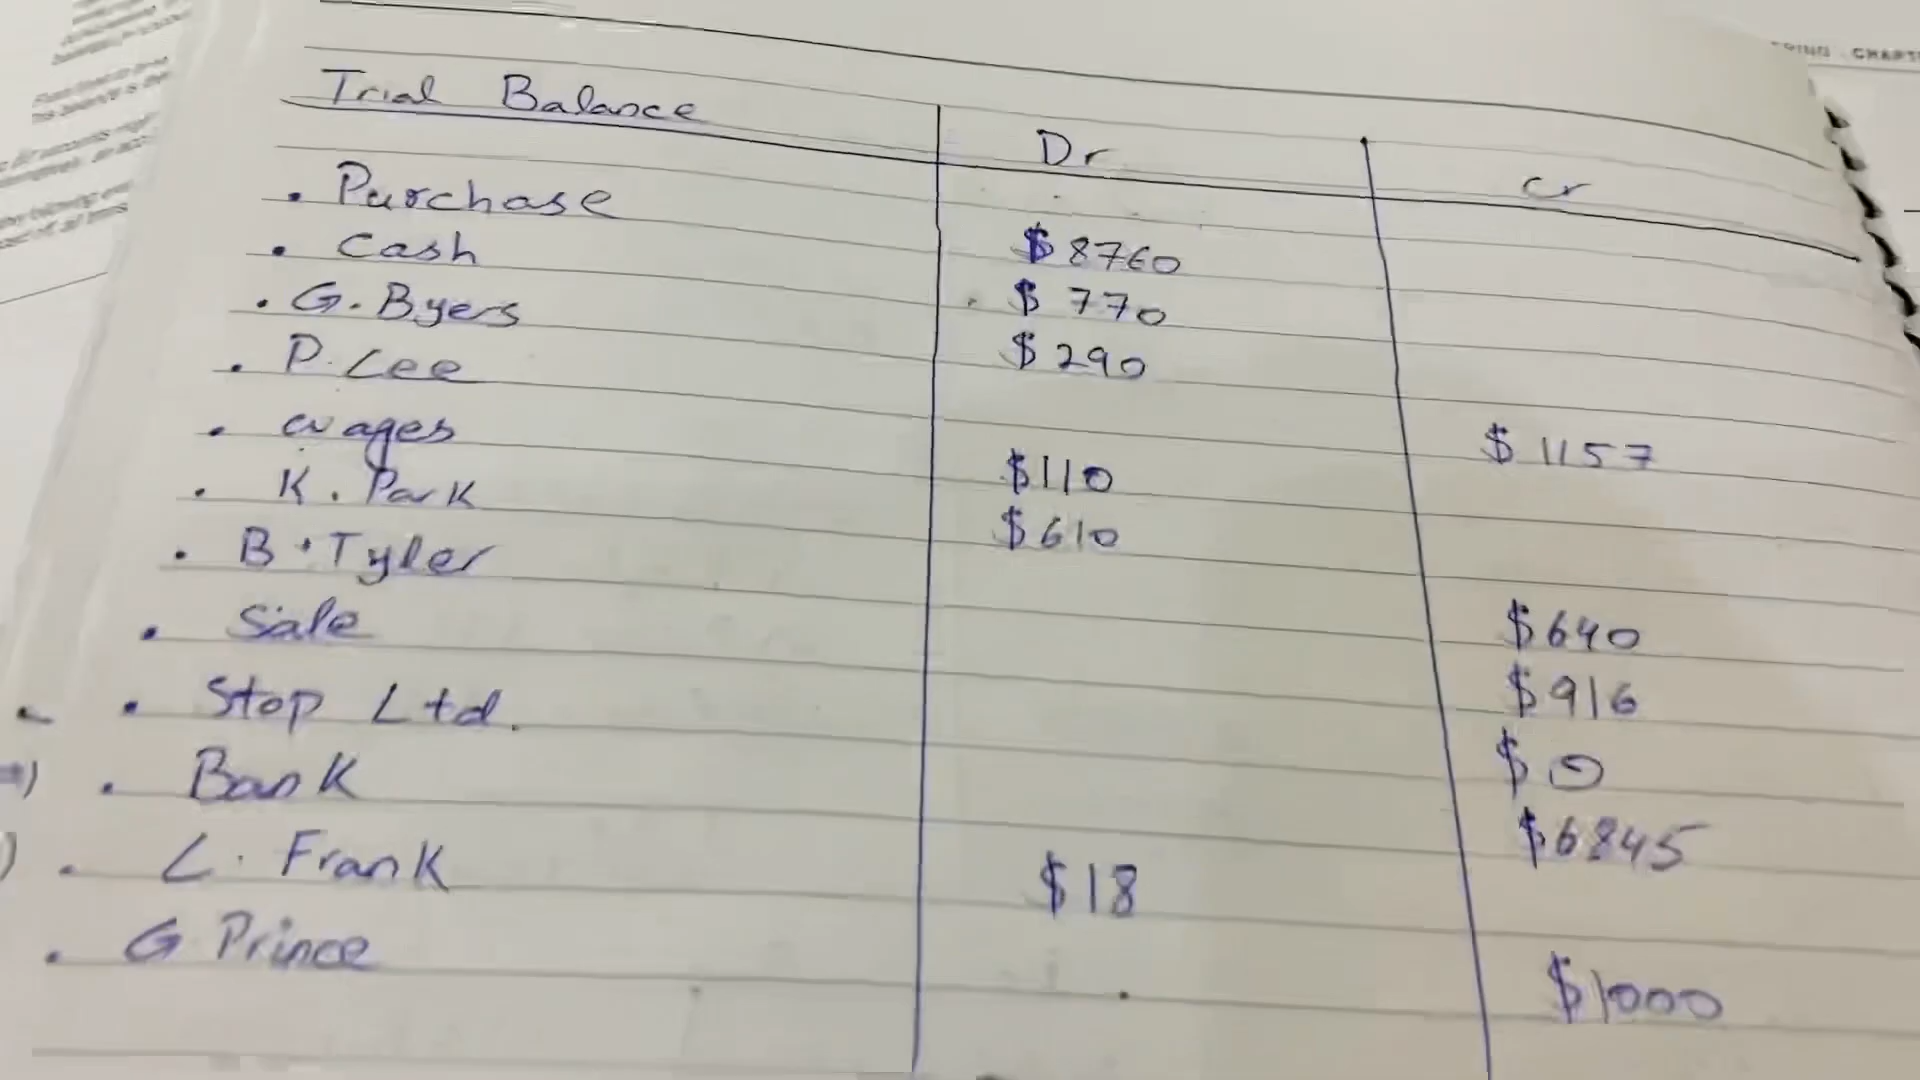 Trial Balance Dr cr
. Purchase $8760
. Cash $770
. G. Byers $290
. P. Lee $1157
. wages $110
. K. Park $610
. B. Tyler $640
. Sale $916
. Stop Ltd. $0
. Bank $6845
. L. Frank $18
. G Prince $1000